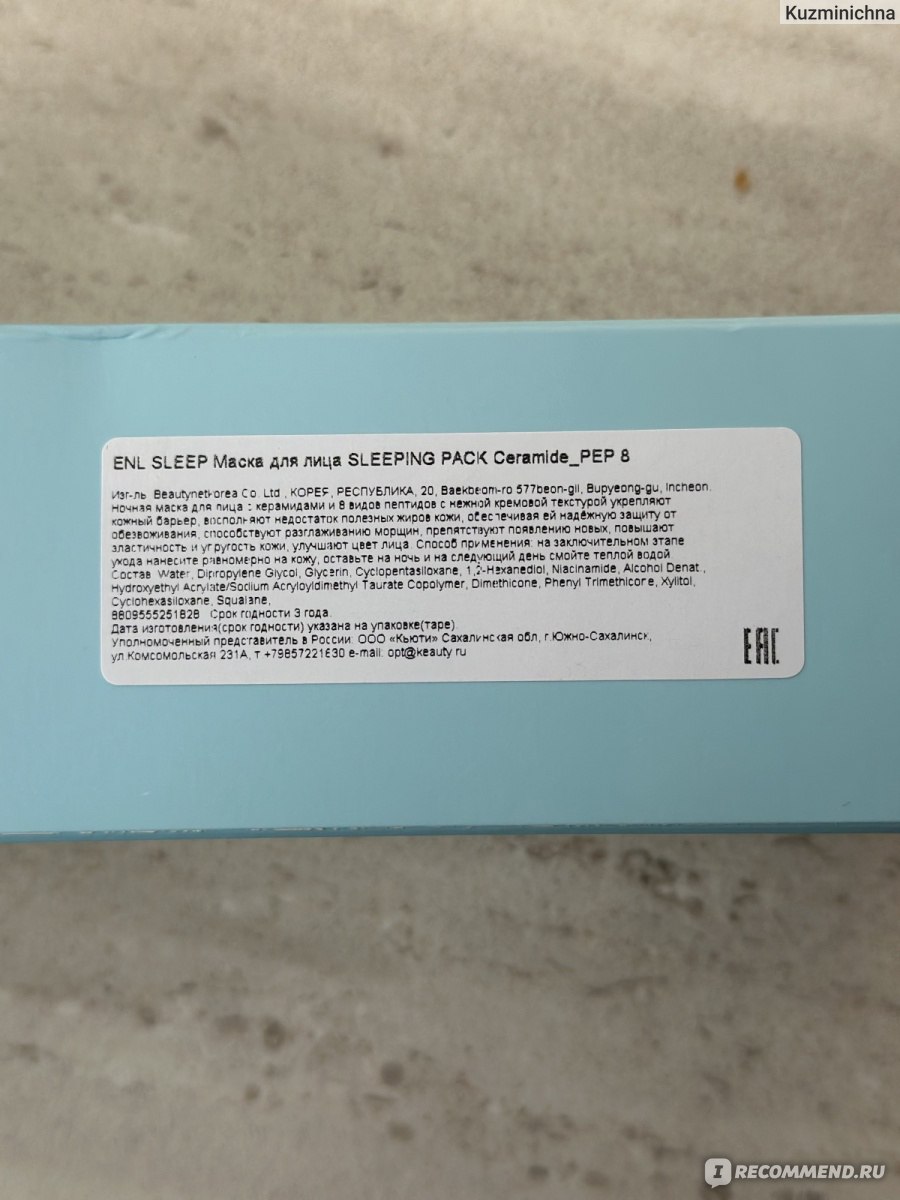 Kuzminichna
ENL SLEEP Маска для лица SLEEPING PACK Ceramide_PEP 8
Изг-ль Beautynetkorea Co. Ltd., КОРЕЯ, РЕСПУБЛИКА, 20, Baekbeom-ro 577beon-gil, Bupyeong-gu, Incheon.
Ночная маска для лица с керамидами и 8 видов пептидов с нежной кремовой текстурой укрепляют
кожный барьер, восполняют недостаток полезных жиров кожи, обеспечивая ей надёжную защиту от
обезвоживания, способствуют разглаживанию морщин, препятствуют появлению новых, повышают
эластичность и упругость кожи, улучшают цвет лица. Способ применения: на заключительном этапе
ухода нанесите равномерно на кожу, оставьте на ночь и на следующий день смойте теплой водой.
Состав: Water, Dipropylene Glycol, Glycerin, Cyclopentasiloxane, 1,2-Hexanediol, Niacinamide, Alcohol Denat.,
Hydroxyethyl Acrylate/Sodium Acryloyldimethyl Taurate Copolymer, Dimethicone, Phenyl Trimethicone, Xylitol,
Cyclohexasiloxane, Squalane,
8809555251828 Срок годности 3 года.
Дата изготовления(срок годности) указана на упаковке(таре).
Уполномоченный представитель в России: ООО «Кьюти» Сахалинская обл, г.Южно-Сахалинск,
ул.Комсомольская 231А, т +79857221630 e-mail: opt@keauty.ru
EAC
I RECOMMEND.RU